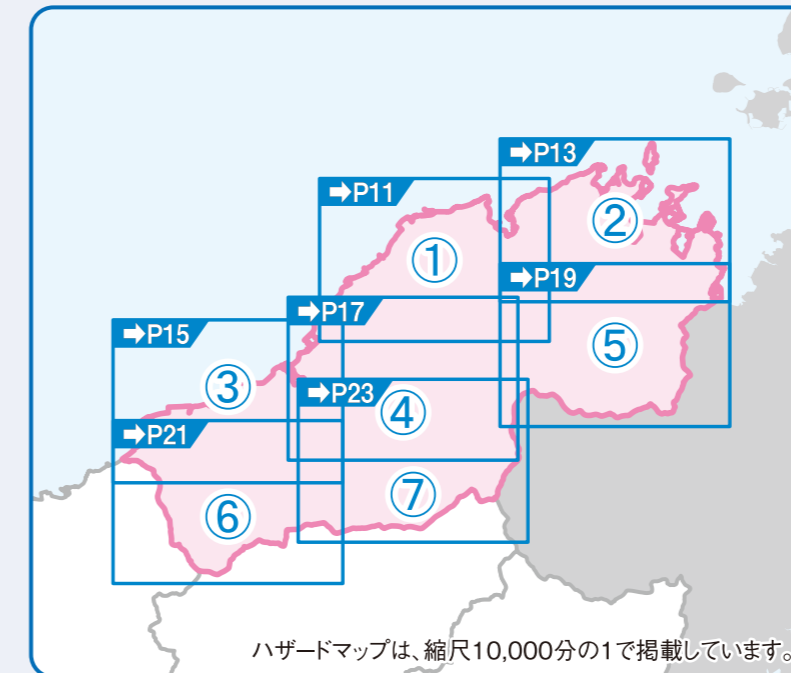 ➡P13
➡P11
②
①
➡P19
➡P17
➡P15
⑤
③
➡P23
④
➡P21
⑦
⑥
ハザードマップは、縮尺10,000分の1で掲載しています。